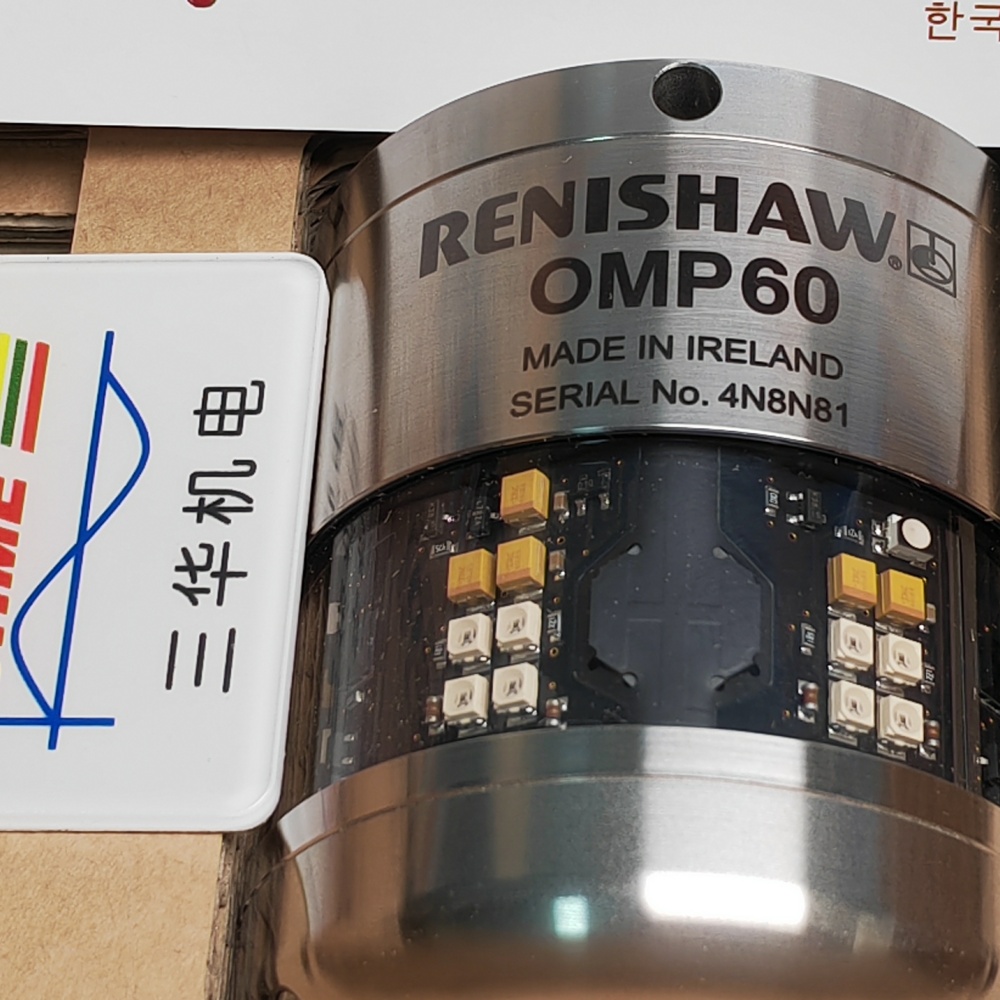 한국
RENISHAW®
OMP60
MADE IN IRELAND
SERIAL No. 4N8N81
三华机电